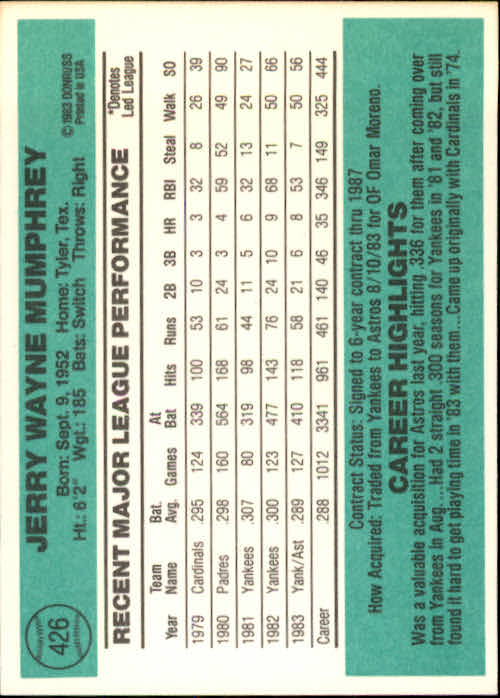 426
JERRY WAYNE MUMPHREY
Born: Sept. 9, 1952 Home: Tyler, Tex.
Ht.: 6'2" Wgt.: 185 Bats: Switch Throws: Right
© 1983 DONRUSS
Printed in USA
RECENT MAJOR LEAGUE PERFORMANCE
*Denotes
Led League
Year Team Name Bat. Avg. Games At Bat Hits Runs 2B 3B HR RBI Steal Walk SO
1979 Cardinals .295 124 339 100 53 10 3 3 32 8 26 39
1980 Padres .298 160 564 168 61 24 3 4 59 52 49 90
1981 Yankees .307 80 319 98 44 11 5 6 32 13 24 27
1982 Yankees .300 123 477 143 76 24 10 9 68 11 50 66
1983 Yank/Ast .289 127 410 118 58 21 6 8 53 7 50 56
Career .288 1012 3341 961 461 140 46 35 346 149 325 444
Contract Status: Signed to 6-year contract thru 1987
How Acquired: Traded from Yankees to Astros 8/10/83 for OF Omar Moreno.
CAREER HIGHLIGHTS
Was a valuable acquisition for Astros last year, hitting .336 for them after coming over
from Yankees in Aug....Had 2 straight .300 seasons for Yankees in '81 and '82, but still
found it hard to get playing time in '83 with them...Came up originally with Cardinals in '74.